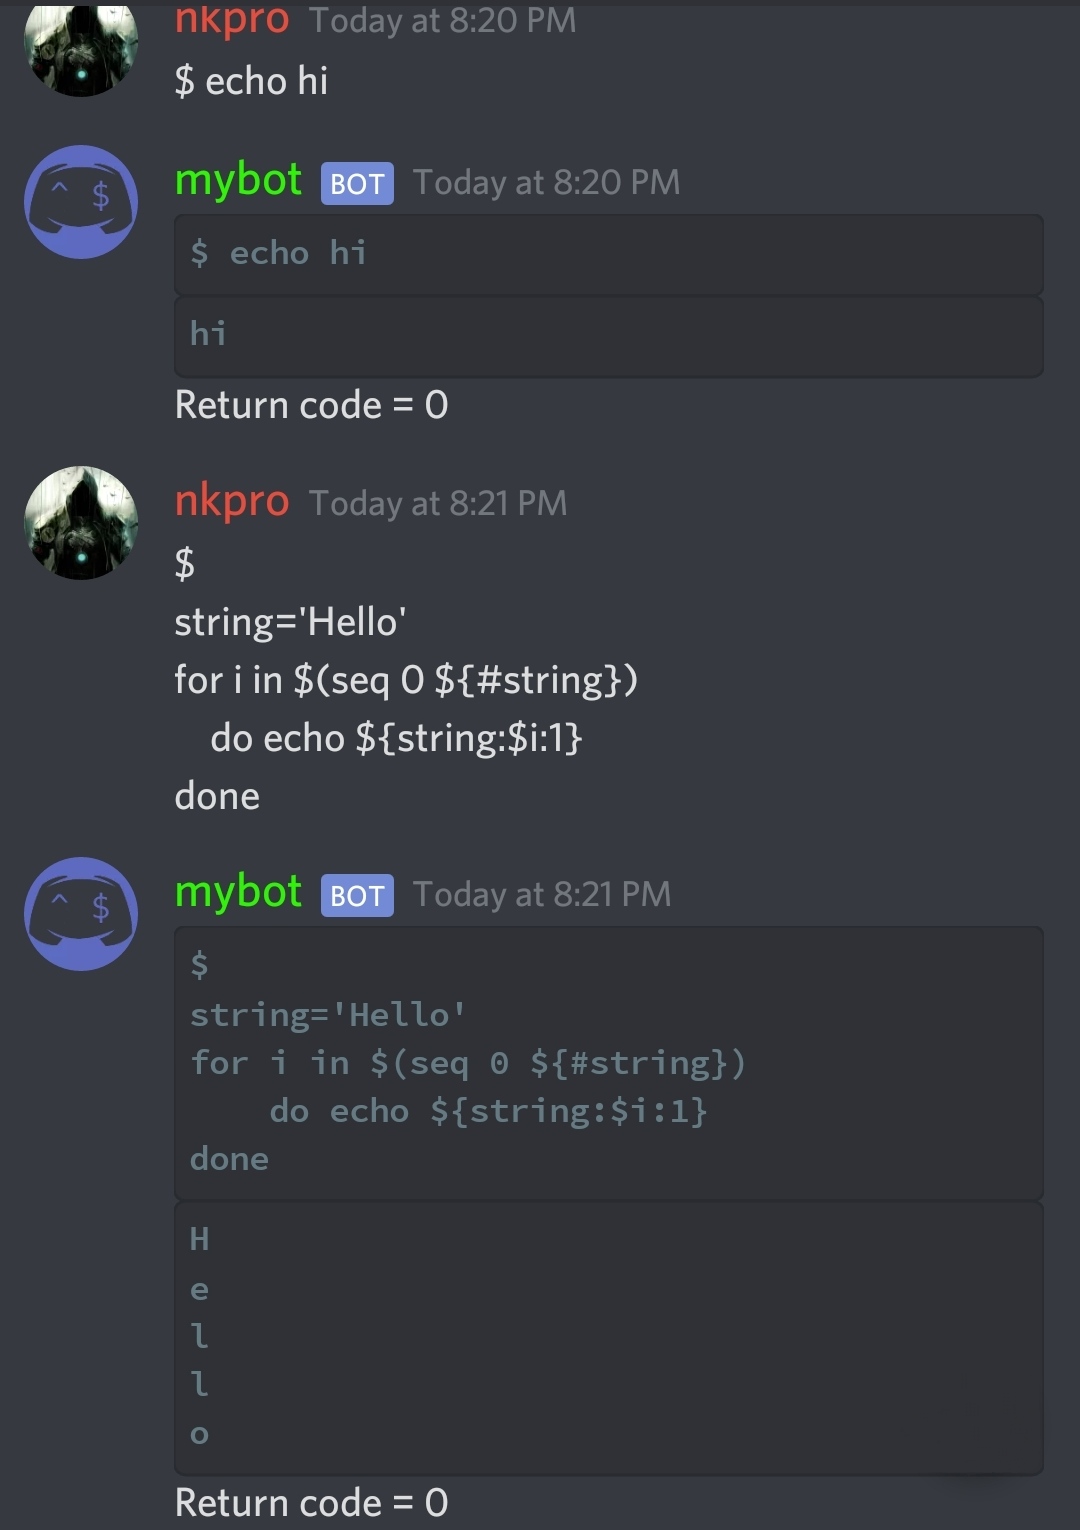 nkpro Today at 8:20 PM
$ echo hi
^ $
mybot BOT Today at 8:20 PM
$ echo hi
hi
Return code = 0
nkpro Today at 8:21 PM
$
string='Hello'
for i in $(seq 0 ${#string})
    do echo ${string:$i:1}
done
^ $
mybot BOT Today at 8:21 PM
$
string='Hello'
for i in $(seq 0 ${#string})
    do echo ${string:$i:1}
done
H
e
l
l
o
Return code = 0